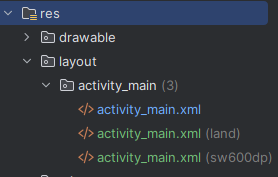 res
drawable
layout
activity_main (3)
</> activity_main.xml
</> activity_main.xml (land)
</> activity_main.xml (sw600dp)